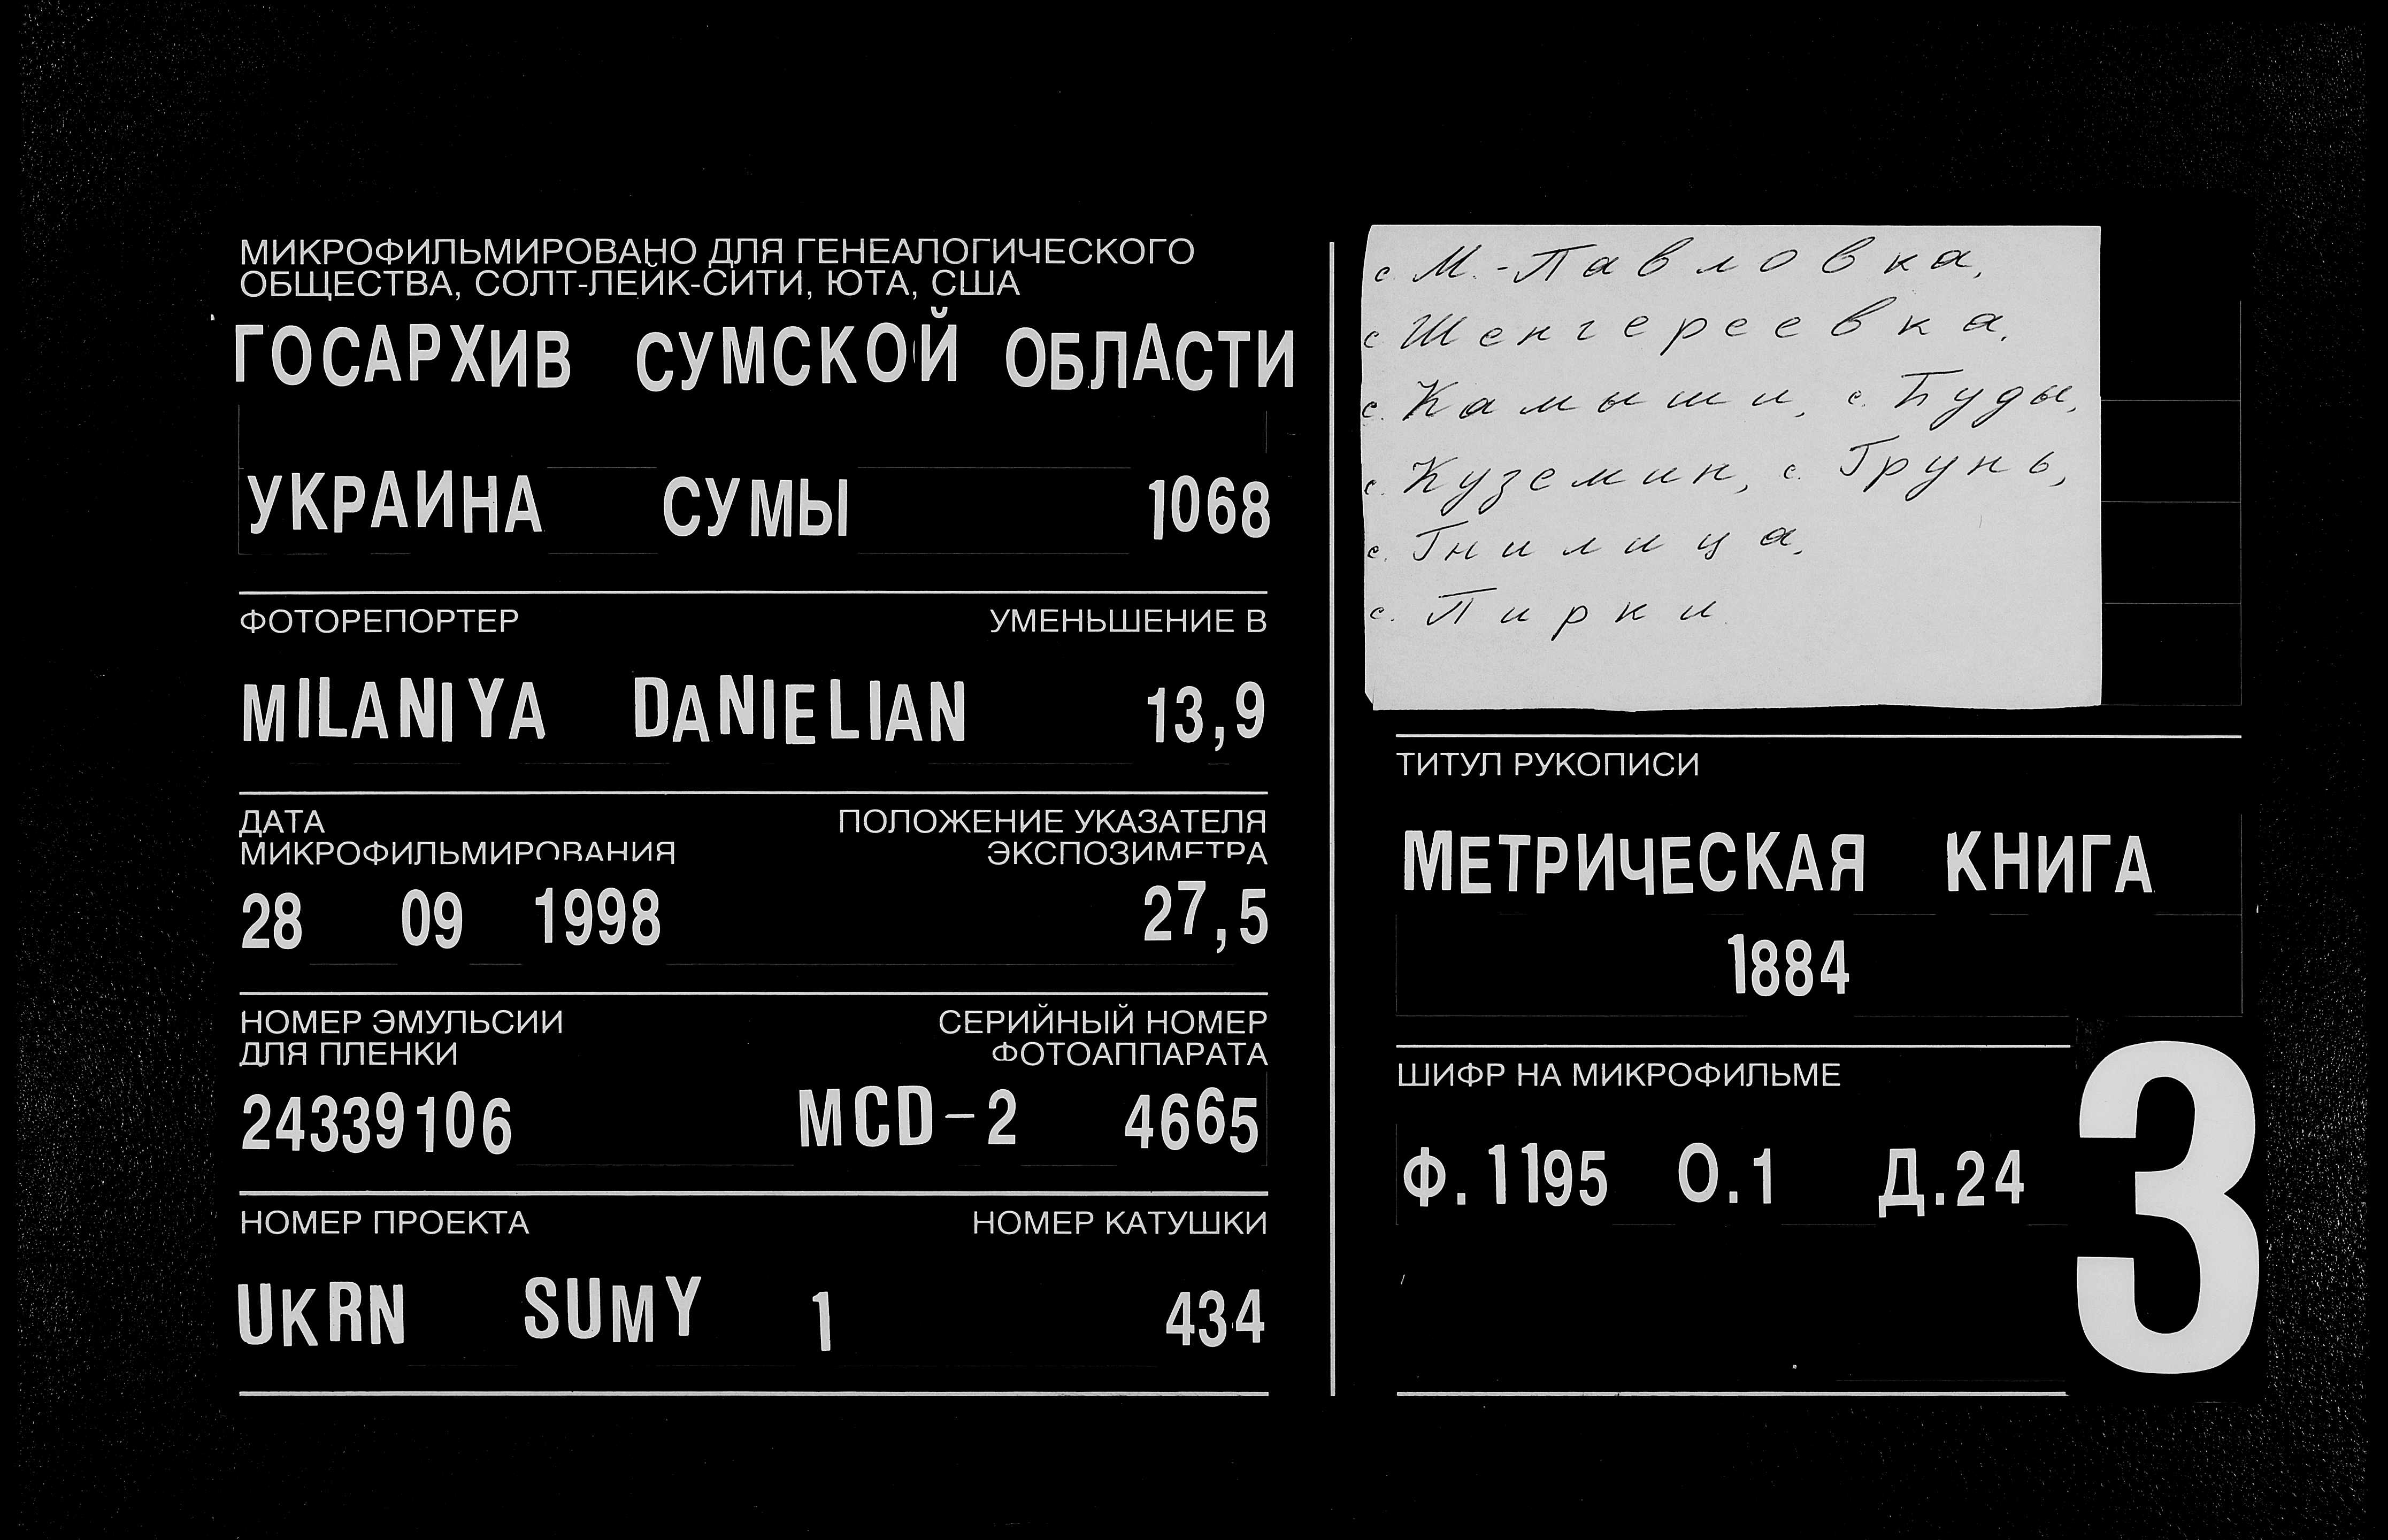 МИКРОФИЛЬМИРОВАНО ДЛЯ ГЕНЕАЛОГИЧЕСКОГО
ОБЩЕСТВА, СОЛТ-ЛЕЙК-СИТИ, ЮТА, США
ГОСАРХИВ СУМСКОЙ ОБЛАСТИ
УКРАИНА СУМЫ 1068
ФОТОРЕПОРТЕР УМЕНЬШЕНИЕ В
MILANIYA DANIELIAN 13,9
ДАТА ПОЛОЖЕНИЕ УКАЗАТЕЛЯ
МИКРОФИЛЬМИРОВАНИЯ ЭКСПОЗИМЕТРА
28 09 1998 27,5
НОМЕР ЭМУЛЬСИИ СЕРИЙНЫЙ НОМЕР
ДЛЯ ПЛЕНКИ ФОТОАППАРАТА
24339106 MCD-2 4665
НОМЕР ПРОЕКТА НОМЕР КАТУШКИ
UKRN SUMY 1 434
с. М.-Павловка,
с Шенгереевка,
с. Камыши, с. Буды,
с. Куземин, с. Грунь,
с. Гнилица,
с. Пирки
ТИТУЛ РУКОПИСИ
МЕТРИЧЕСКАЯ КНИГА
1884
ШИФР НА МИКРОФИЛЬМЕ
Ф. 1195 О.1 Д.24
3